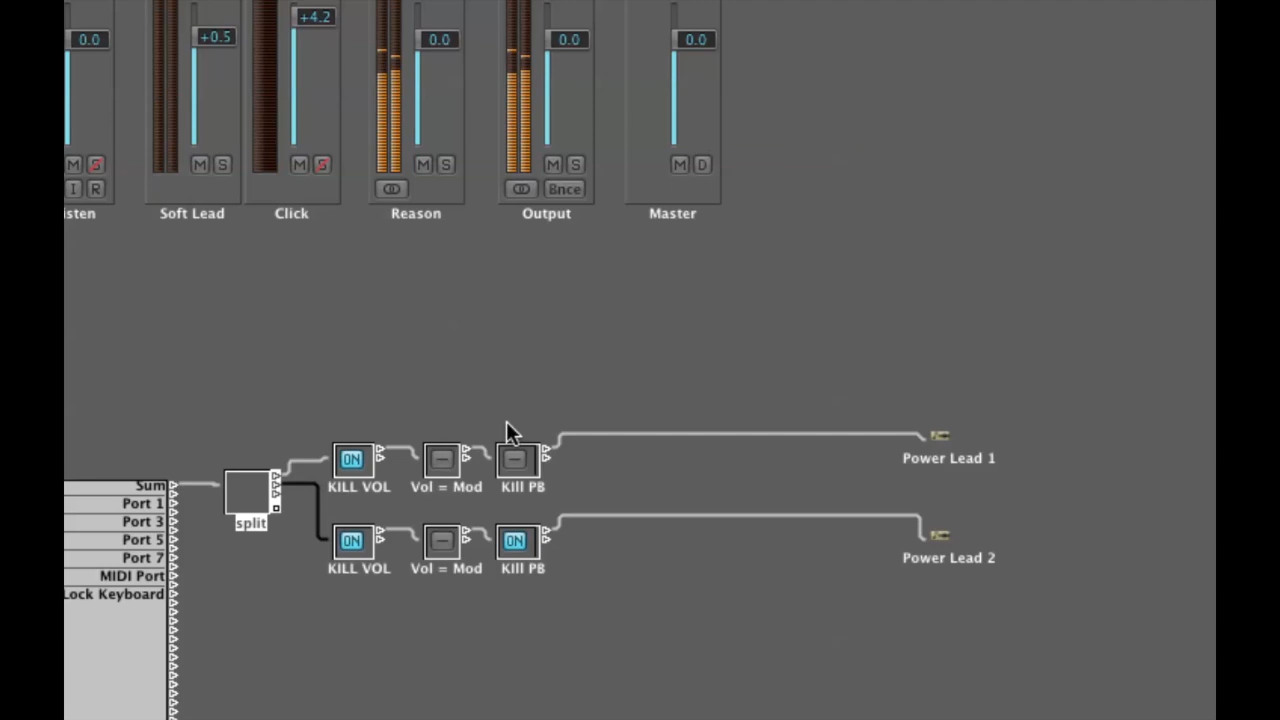 0.0
+0.5
+4.2
0.0
0.0
0.0
M S
M S
M S
M S
M S
M D
I R
Bnce
isten
Soft Lead
Click
Reason
Output
Master
Sum
Port 1
Port 3
Port 5
Port 7
MIDI Port
Lock Keyboard
split
ON
KILL VOL
Vol = Mod
KIll PB
Power Lead 1
ON
ON
KILL VOL
Vol = Mod
KIll PB
Power Lead 2